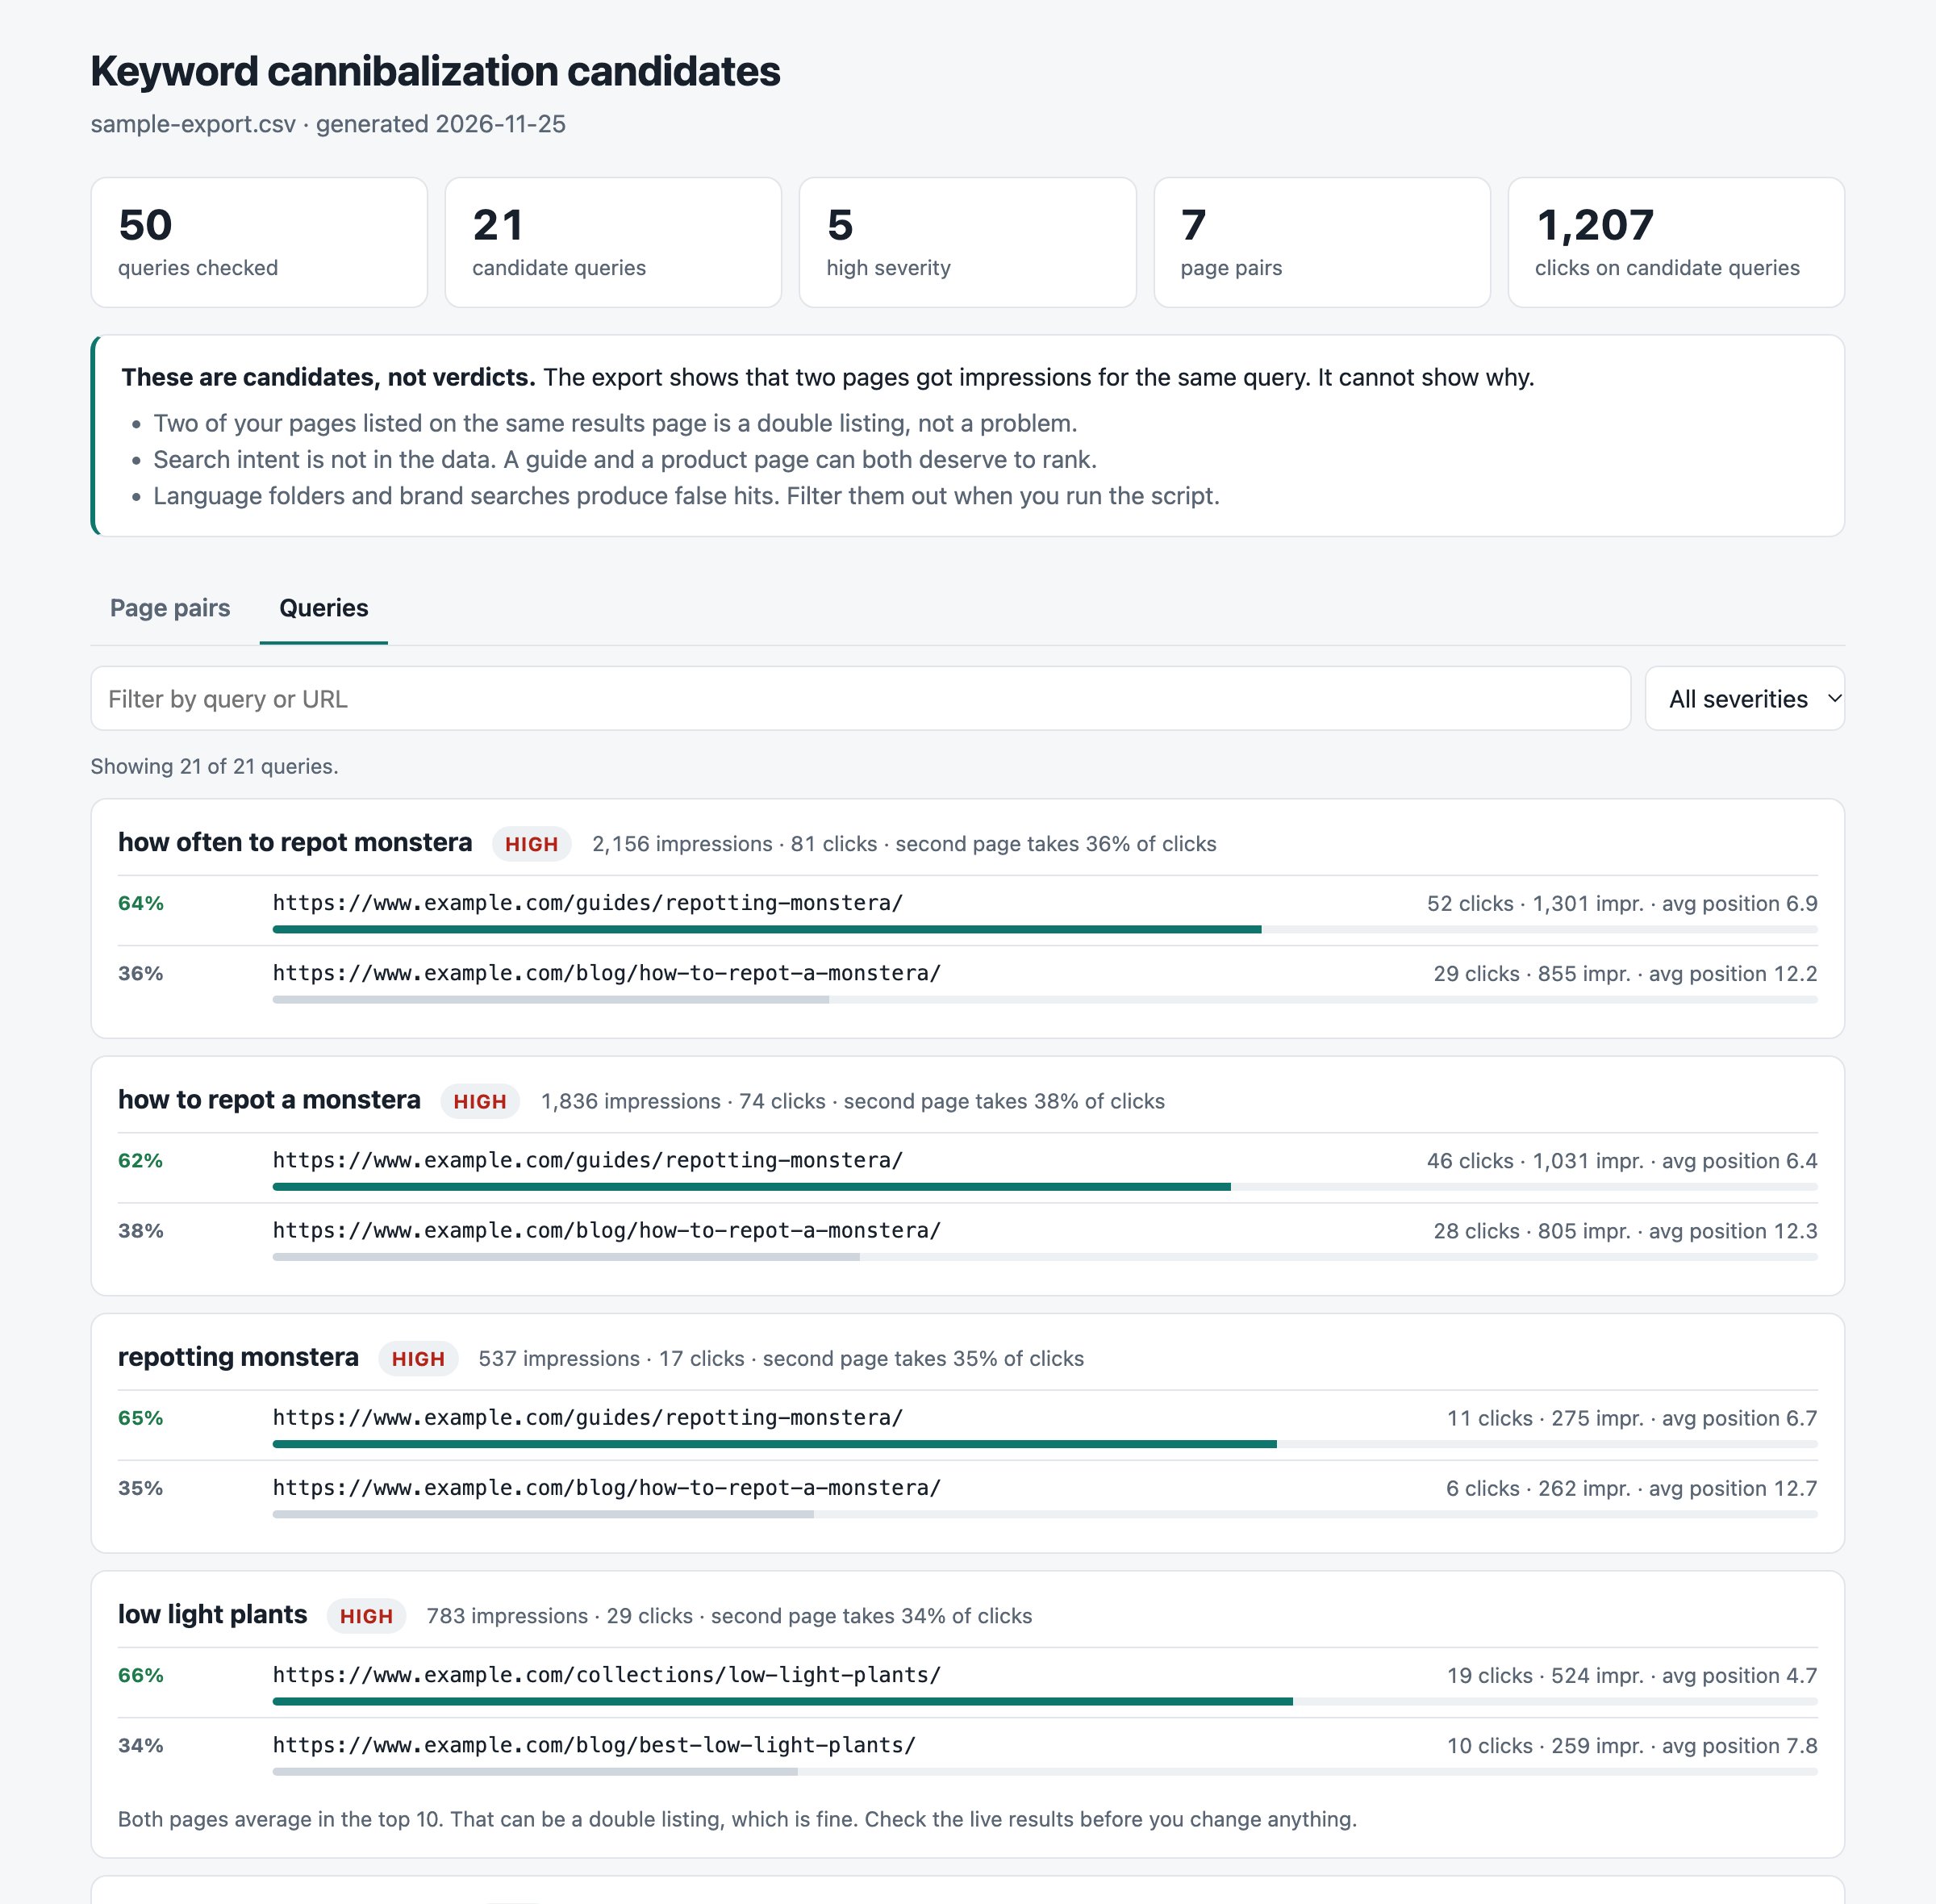 Keyword cannibalization candidates
sample-export.csv · generated 2026-11-25
50
queries checked
21
candidate queries
5
high severity
7
page pairs
1,207
clicks on candidate queries
These are candidates, not verdicts. The export shows that two pages got impressions for the same query. It cannot show why.
• Two of your pages listed on the same results page is a double listing, not a problem.
• Search intent is not in the data. A guide and a product page can both deserve to rank.
• Language folders and brand searches produce false hits. Filter them out when you run the script.
Page pairs Queries
Filter by query or URL All severities
Showing 21 of 21 queries.
how often to repot monstera HIGH 2,156 impressions · 81 clicks · second page takes 36% of clicks
64% https://www.example.com/guides/repotting-monstera/ 52 clicks · 1,301 impr. · avg position 6.9
36% https://www.example.com/blog/how-to-repot-a-monstera/ 29 clicks · 855 impr. · avg position 12.2
how to repot a monstera HIGH 1,836 impressions · 74 clicks · second page takes 38% of clicks
62% https://www.example.com/guides/repotting-monstera/ 46 clicks · 1,031 impr. · avg position 6.4
38% https://www.example.com/blog/how-to-repot-a-monstera/ 28 clicks · 805 impr. · avg position 12.3
repotting monstera HIGH 537 impressions · 17 clicks · second page takes 35% of clicks
65% https://www.example.com/guides/repotting-monstera/ 11 clicks · 275 impr. · avg position 6.7
35% https://www.example.com/blog/how-to-repot-a-monstera/ 6 clicks · 262 impr. · avg position 12.7
low light plants HIGH 783 impressions · 29 clicks · second page takes 34% of clicks
66% https://www.example.com/collections/low-light-plants/ 19 clicks · 524 impr. · avg position 4.7
34% https://www.example.com/blog/best-low-light-plants/ 10 clicks · 259 impr. · avg position 7.8
Both pages average in the top 10. That can be a double listing, which is fine. Check the live results before you change anything.